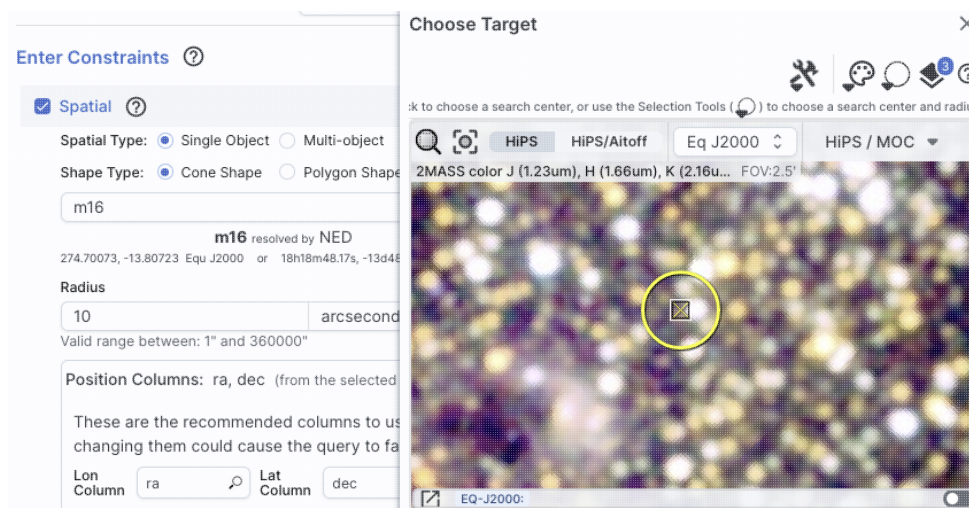 Enter Constraints
Spatial
Spatial Type: Single Object Multi-object
Shape Type: Cone Shape Polygon Shape
m16
m16 resolved by NED
274.70073, -13.80723 Equ J2000 or 18h18m48.17s, -13d48
Radius
10 arcsecond
Valid range between: 1" and 360000"
Position Columns: ra, dec (from the selected
These are the recommended columns to us
changing them could cause the query to fa
Lon Column ra Lat Column dec
Choose Target
3
:k to choose a search center, or use the Selection Tools ( ) to choose a search center and radiu
HiPS HiPS/Aitoff Eq J2000 HiPS / MOC
2MASS color J (1.23um), H (1.66um), K (2.16u... FOV:2.5'
EQ-J2000: